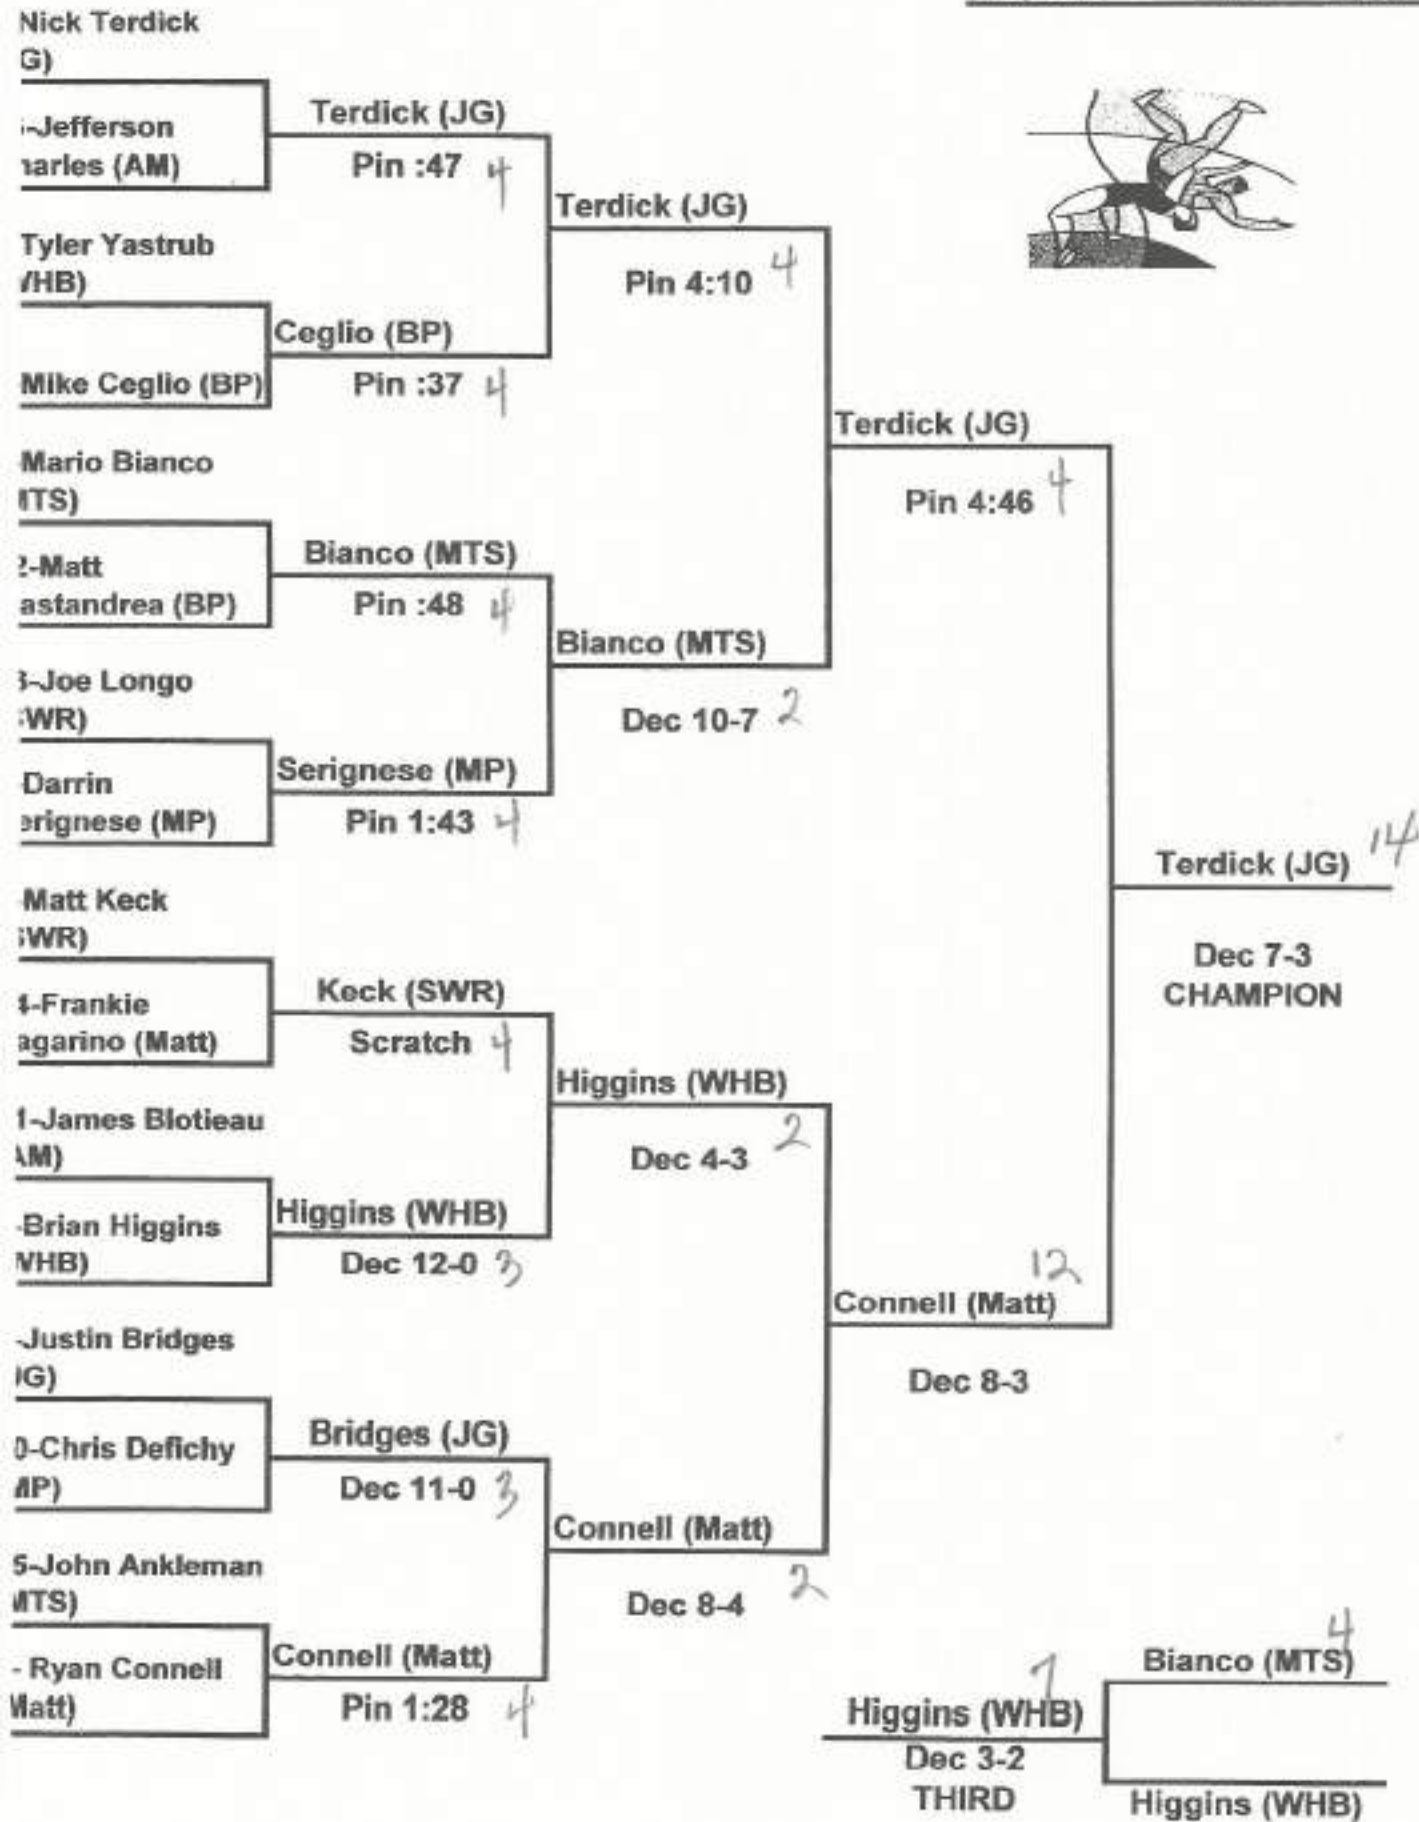 Nick Terdick
G)
-Jefferson
harles (AM)
Terdick (JG)
Pin :47 4
Tyler Yastrub
VHB)
Mike Ceglio (BP)
Ceglio (BP)
Pin :37 4
Terdick (JG)
Pin 4:10 4
Mario Bianco
ITS)
2-Matt
astandrea (BP)
Bianco (MTS)
Pin :48 4
3-Joe Longo
WR)
-Darrin
erignese (MP)
Serignese (MP)
Pin 1:43 4
Bianco (MTS)
Dec 10-7 2
Terdick (JG)
Pin 4:46 4
-Matt Keck
WR)
4-Frankie
agarino (Matt)
Keck (SWR)
Scratch 4
1-James Blotieau
AM)
-Brian Higgins
WHB)
Higgins (WHB)
Dec 12-0 3
Higgins (WHB)
Dec 4-3 2
-Justin Bridges
JG)
0-Chris Defichy
MP)
Bridges (JG)
Dec 11-0 3
5-John Ankleman
MTS)
- Ryan Connell
Matt)
Connell (Matt)
Pin 1:28 4
Connell (Matt)
Dec 8-4 2
Connell (Matt) 12
Dec 8-3
Terdick (JG) 14
Dec 7-3
CHAMPION
Bianco (MTS) 4
Higgins (WHB)
Higgins (WHB) 7
Dec 3-2
THIRD